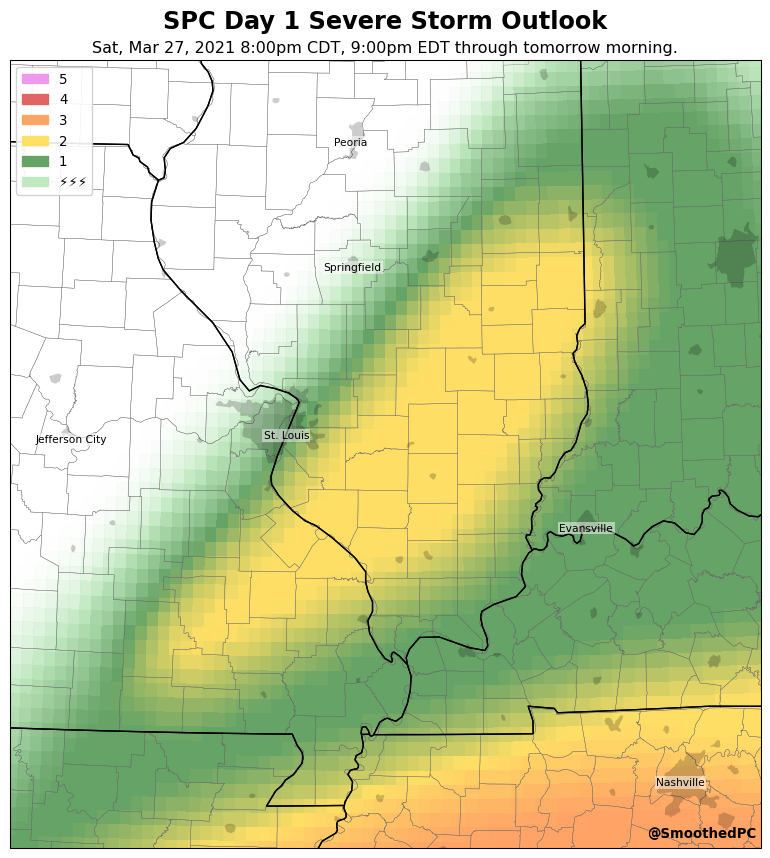 SPC Day 1 Severe Storm Outlook
Sat, Mar 27, 2021 8:00pm CDT, 9:00pm EDT through tomorrow morning.
5
4
3
2
1
⚡⚡⚡
Peoria
Springfield
Jefferson City
St. Louis
Evansville
Nashville
@SmoothedPC